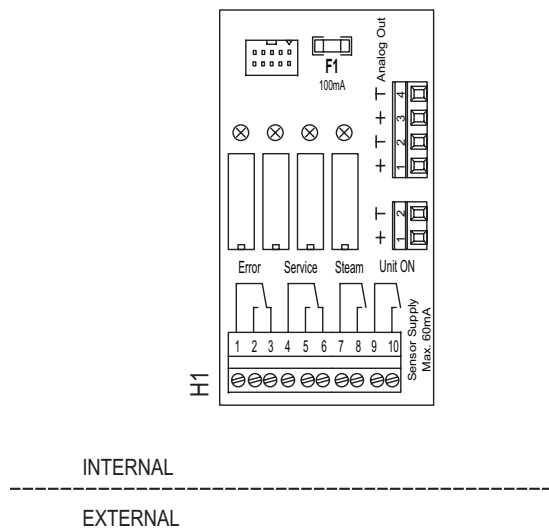 F1
100mA
Analog Out
⊥ 4
+ 3
⊥ 2
+ 1
⊥ 2
+ 1
Error Service Steam Unit ON
1 2 3 4 5 6 7 8 9 10
Sensor Supply
Max. 60mA
H1
INTERNAL
EXTERNAL